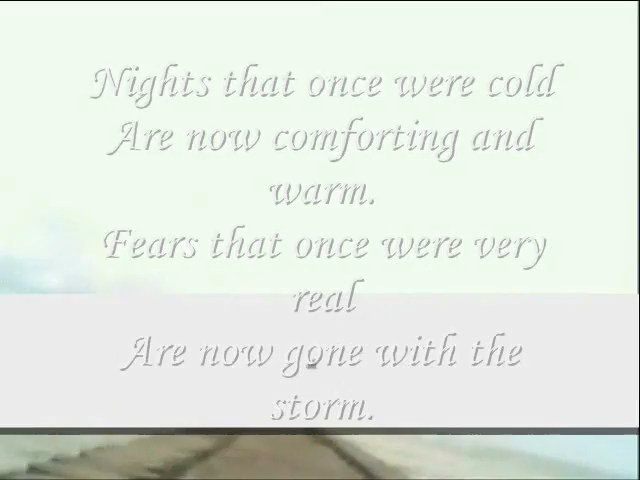 Nights that once were cold
Are now comforting and
warm.
Fears that once were very
real
Are now gone with the
storm.